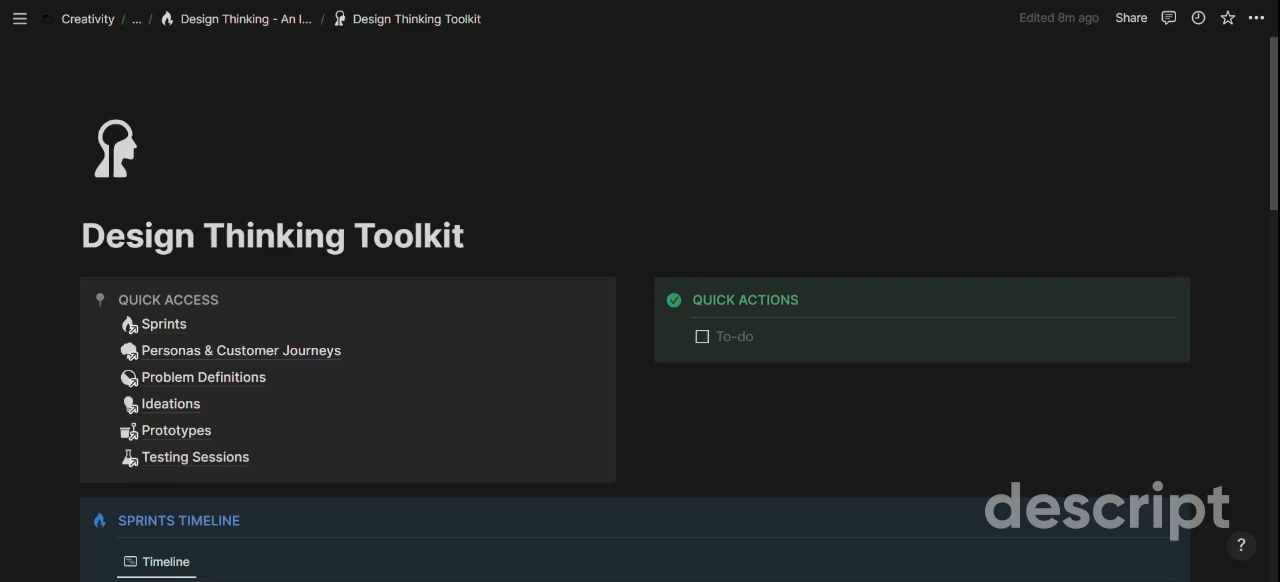 Creativity / ... / Design Thinking - An I... / Design Thinking Toolkit
Edited 8m ago Share
Design Thinking Toolkit
QUICK ACCESS
Sprints
Personas & Customer Journeys
Problem Definitions
Ideations
Prototypes
Testing Sessions
QUICK ACTIONS
To-do
SPRINTS TIMELINE
Timeline
descript
?